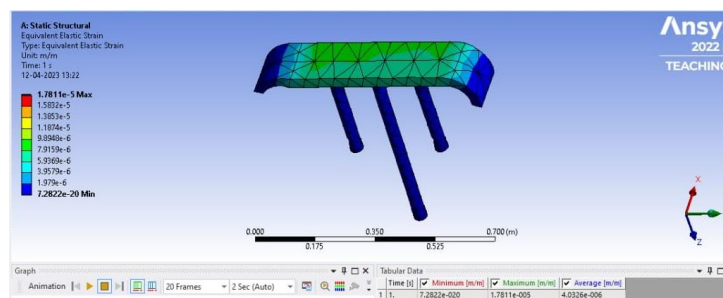 A: Static Structural
Equivalent Elastic Strain
Type: Equivalent Elastic Strain
Unit: m/m
Time: 1 s
12-04-2023 13:22
1.7811e-5 Max
1.5832e-5
1.3853e-5
1.1874e-5
9.8948e-6
7.9159e-6
5.9369e-6
3.9579e-6
1.979e-6
7.2822e-20 Min
Ansy
2022
TEACHING
X
Z
0.000
0.350
0.700 (m)
0.175
0.525
Graph
Animation
20 Frames
2 Sec (Auto)
Tabular Data
Time [s] Minimum [m/m] Maximum [m/m] Average [m/m]
1 1. 7.2822e-020 1.7811e-005 4.0326e-006